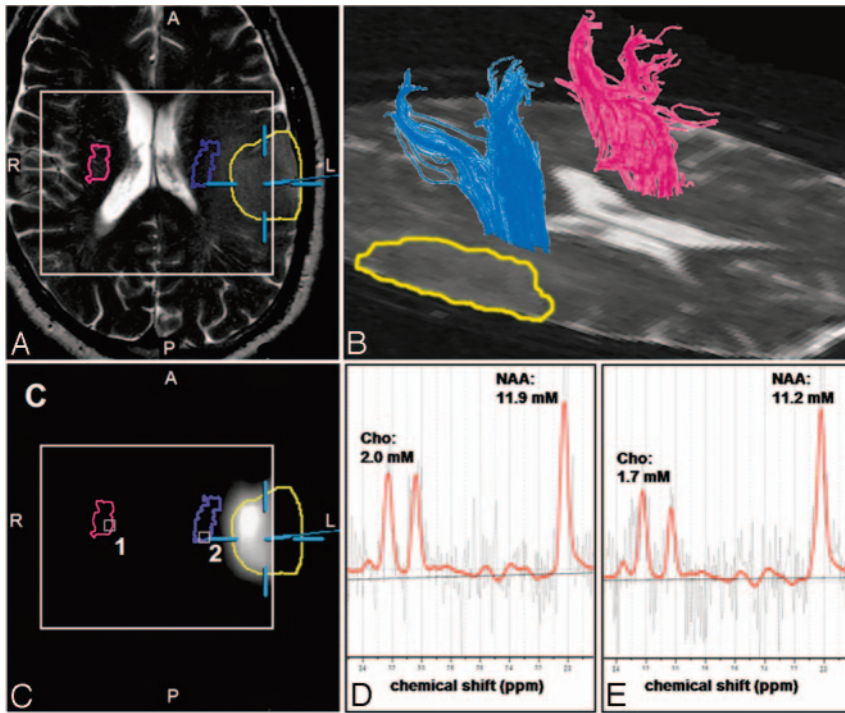 A
R
L
P
A
B
A
C
R
L
1
2
P
C
NAA:
11.9 mM
Cho:
2.0 mM
chemical shift (ppm)
D
NAA:
11.2 mM
Cho:
1.7 mM
chemical shift (ppm)
E